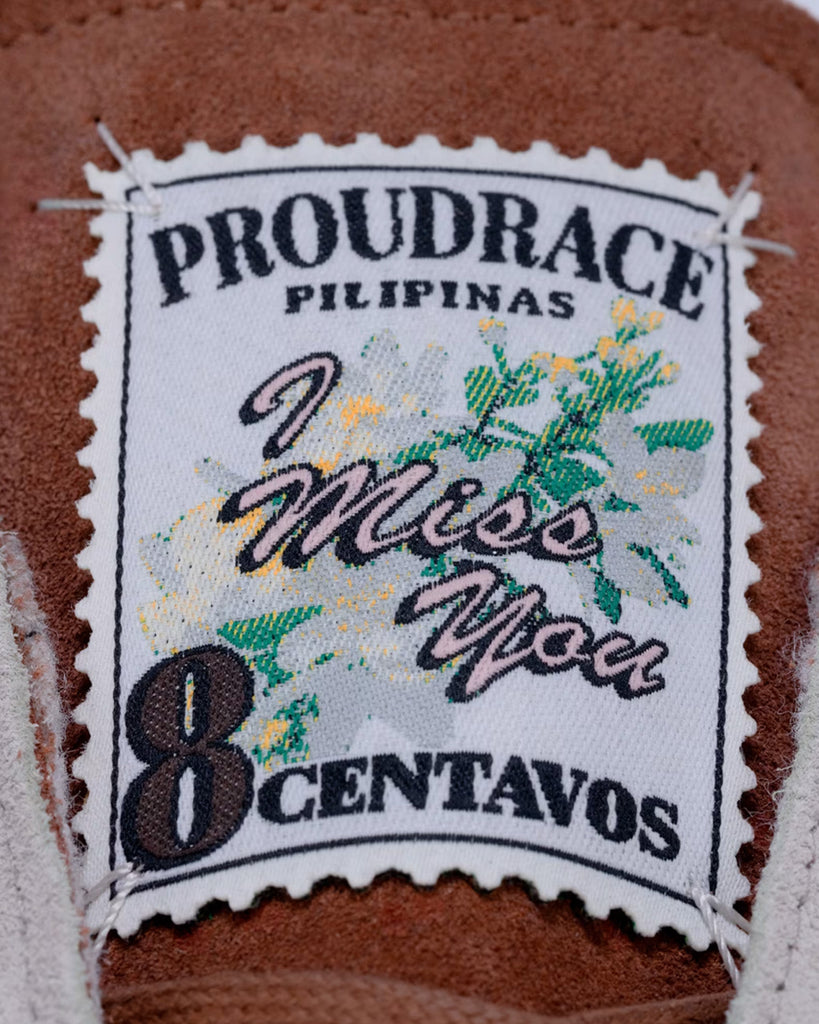 PROUDRACE
PILIPINAS
I
Miss
You
8 CENTAVOS